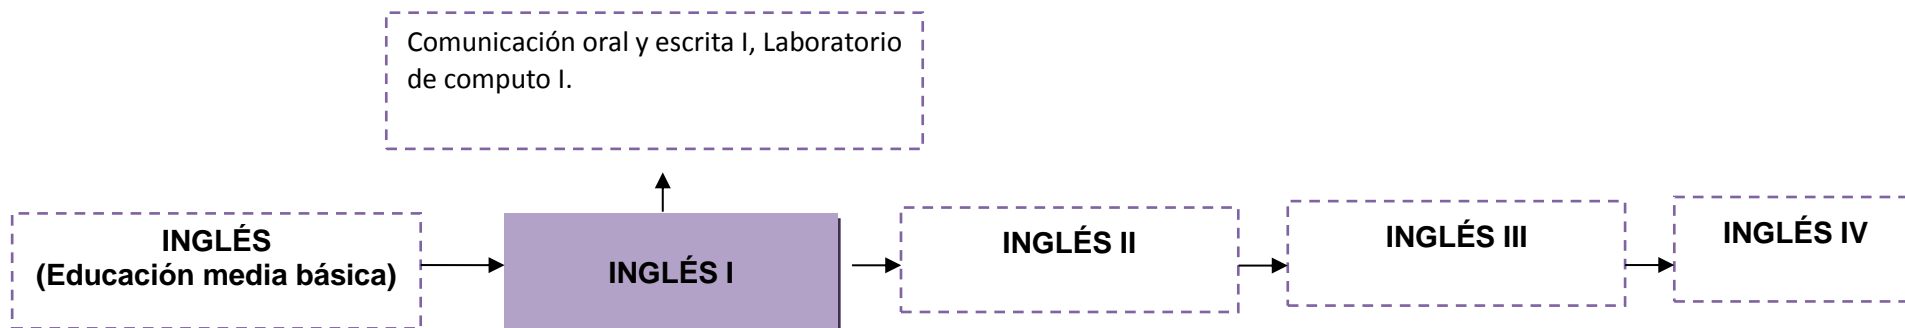 Comunicación oral y escrita I, Laboratorio
de computo I.
INGLÉS
(Educación media básica)
INGLÉS I
INGLÉS II
INGLÉS III
INGLÉS IV